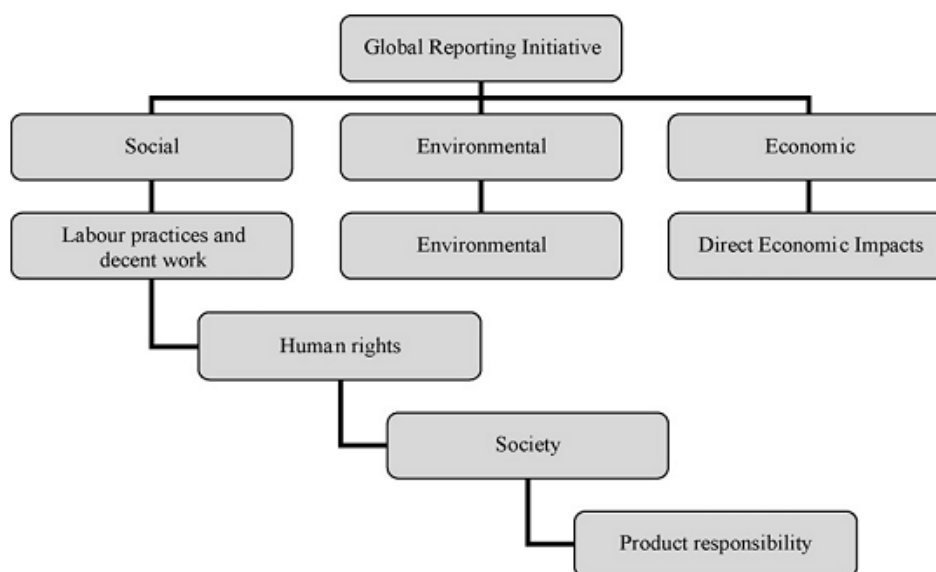 Global Reporting Initiative
Social
Environmental
Economic
Labour practices and
decent work
Environmental
Direct Economic Impacts
Human rights
Society
Product responsibility